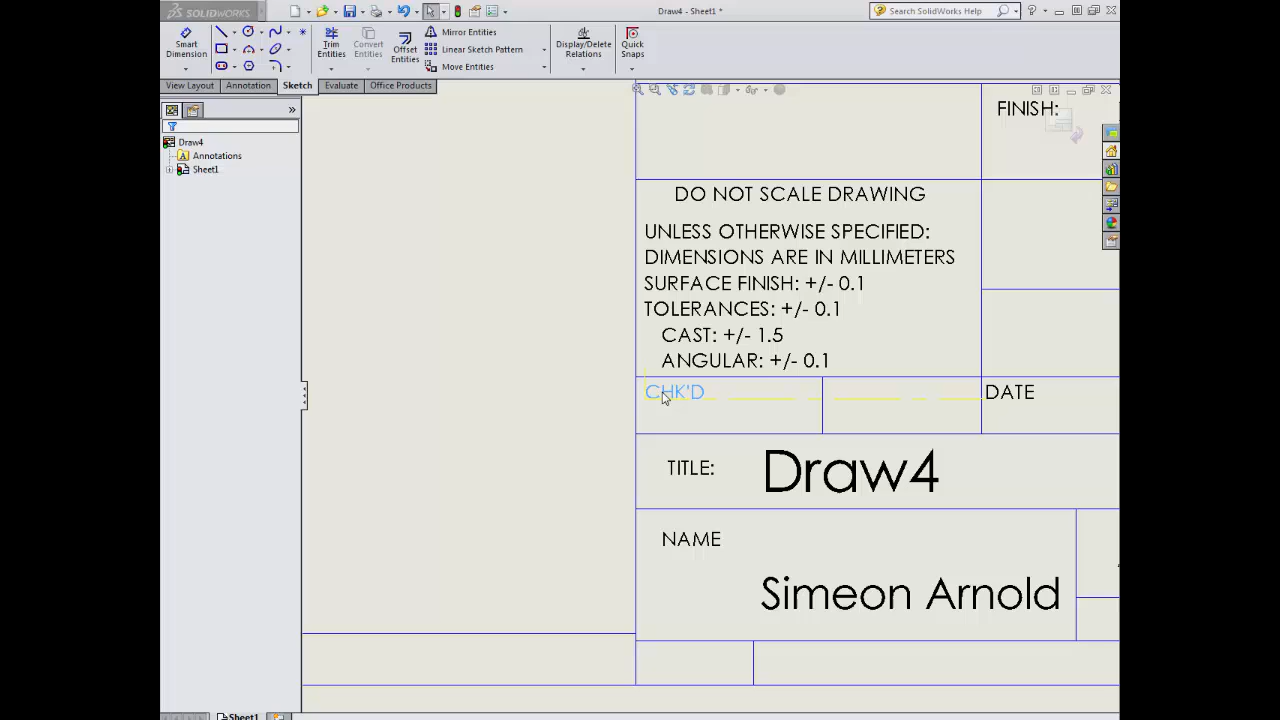 SOLIDWORKS
Draw4 - Sheet1 *
Search SolidWorks Help
Smart Dimension
Trim Entities
Convert Entities
Offset Entities
Mirror Entities
Linear Sketch Pattern
Move Entities
Display/Delete Relations
Quick Snaps
View Layout
Annotation
Sketch
Evaluate
Office Products
Draw4
Annotations
Sheet1
FINISH:
DO NOT SCALE DRAWING
UNLESS OTHERWISE SPECIFIED:
DIMENSIONS ARE IN MILLIMETERS
SURFACE FINISH: +/- 0.1
TOLERANCES: +/- 0.1
CAST: +/- 1.5
ANGULAR: +/- 0.1
CHK'D
DATE
TITLE:
Draw4
NAME
Simeon Arnold
Sheet1